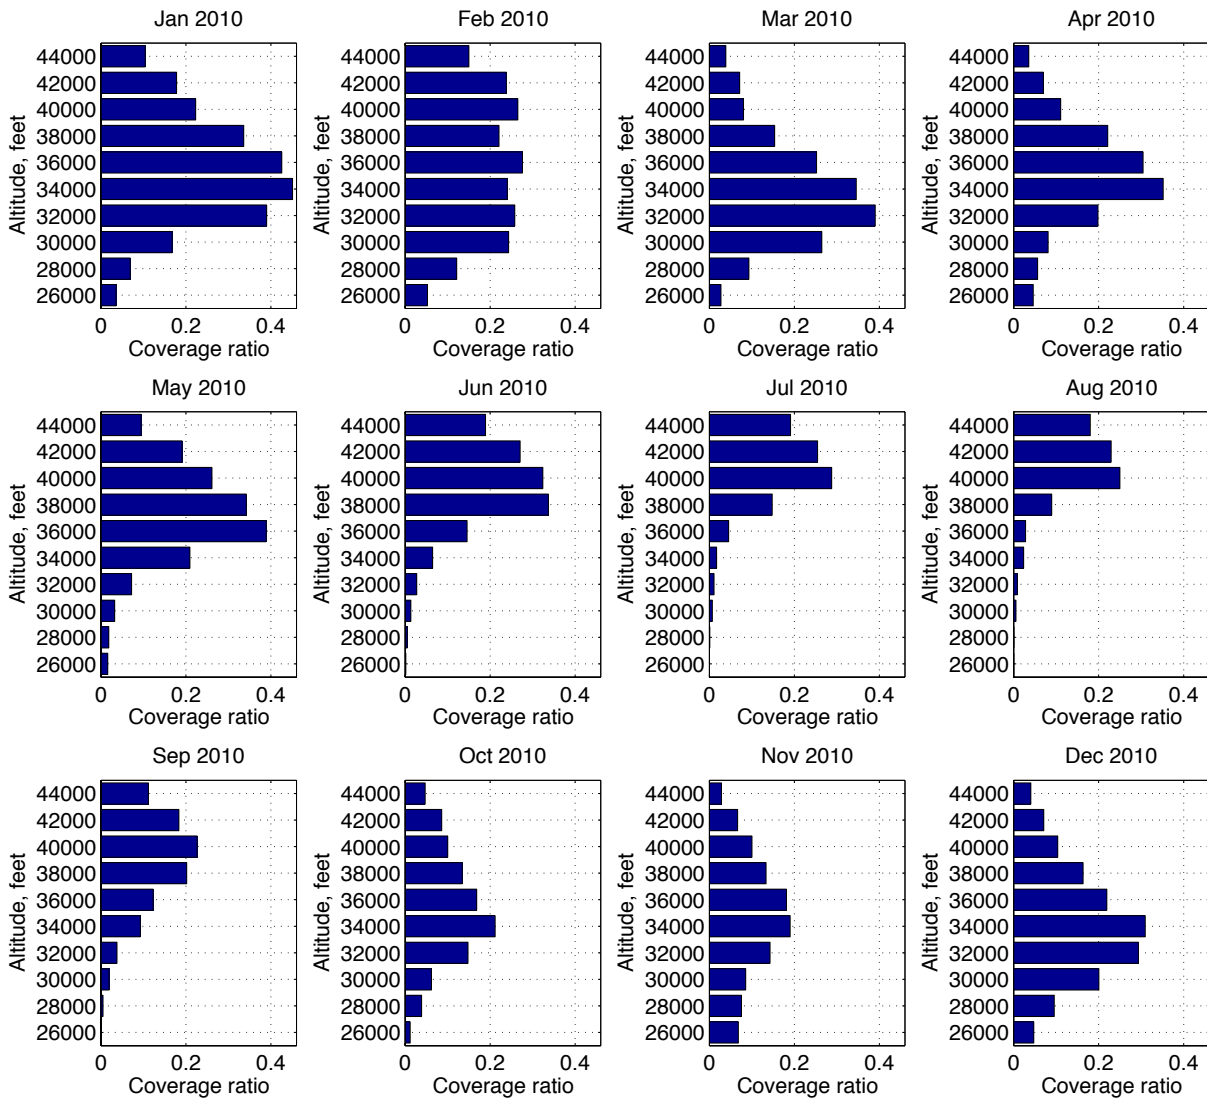 Jan 2010
Altitude, feet
44000
42000
40000
38000
36000
34000
32000
30000
28000
26000
0 0.2 0.4
Coverage ratio
Feb 2010
Altitude, feet
44000
42000
40000
38000
36000
34000
32000
30000
28000
26000
0 0.2 0.4
Coverage ratio
Mar 2010
Altitude, feet
44000
42000
40000
38000
36000
34000
32000
30000
28000
26000
0 0.2 0.4
Coverage ratio
Apr 2010
Altitude, feet
44000
42000
40000
38000
36000
34000
32000
30000
28000
26000
0 0.2 0.4
Coverage ratio
May 2010
Altitude, feet
44000
42000
40000
38000
36000
34000
32000
30000
28000
26000
0 0.2 0.4
Coverage ratio
Jun 2010
Altitude, feet
44000
42000
40000
38000
36000
34000
32000
30000
28000
26000
0 0.2 0.4
Coverage ratio
Jul 2010
Altitude, feet
44000
42000
40000
38000
36000
34000
32000
30000
28000
26000
0 0.2 0.4
Coverage ratio
Aug 2010
Altitude, feet
44000
42000
40000
38000
36000
34000
32000
30000
28000
26000
0 0.2 0.4
Coverage ratio
Sep 2010
Altitude, feet
44000
42000
40000
38000
36000
34000
32000
30000
28000
26000
0 0.2 0.4
Coverage ratio
Oct 2010
Altitude, feet
44000
42000
40000
38000
36000
34000
32000
30000
28000
26000
0 0.2 0.4
Coverage ratio
Nov 2010
Altitude, feet
44000
42000
40000
38000
36000
34000
32000
30000
28000
26000
0 0.2 0.4
Coverage ratio
Dec 2010
Altitude, feet
44000
42000
40000
38000
36000
34000
32000
30000
28000
26000
0 0.2 0.4
Coverage ratio